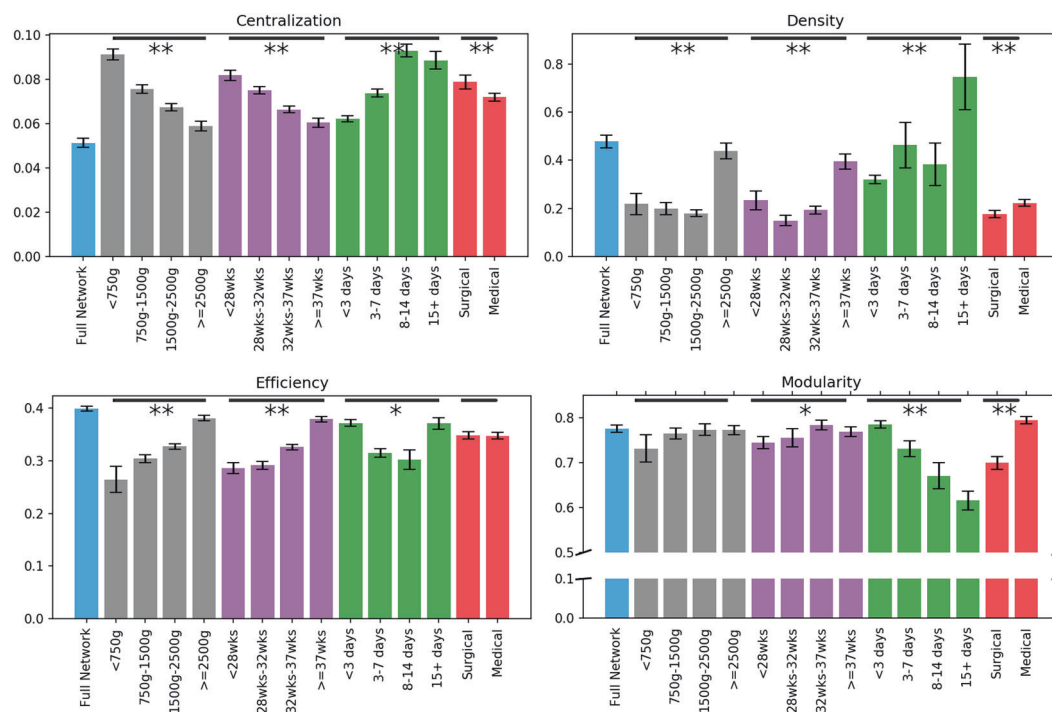 Centralization
0.10
0.08
0.06
0.04
0.02
0.00
** ** ** **
Full Network
<750g
750g-1500g
1500g-2500g
>=2500g
<28wks
28wks-32wks
32wks-37wks
>=37wks
<3 days
3-7 days
8-14 days
15+ days
Surgical
Medical
Density
0.8
0.6
0.4
0.2
0.0
** ** ** **
Full Network
<750g
750g-1500g
1500g-2500g
>=2500g
<28wks
28wks-32wks
32wks-37wks
>=37wks
<3 days
3-7 days
8-14 days
15+ days
Surgical
Medical
Efficiency
0.4
0.3
0.2
0.1
0.0
** ** *
Full Network
<750g
750g-1500g
1500g-2500g
>=2500g
<28wks
28wks-32wks
32wks-37wks
>=37wks
<3 days
3-7 days
8-14 days
15+ days
Surgical
Medical
Modularity
0.8
0.7
0.6
0.5
0.1
0.0
* ** **
Full Network
<750g
750g-1500g
1500g-2500g
>=2500g
<28wks
28wks-32wks
32wks-37wks
>=37wks
<3 days
3-7 days
8-14 days
15+ days
Surgical
Medical